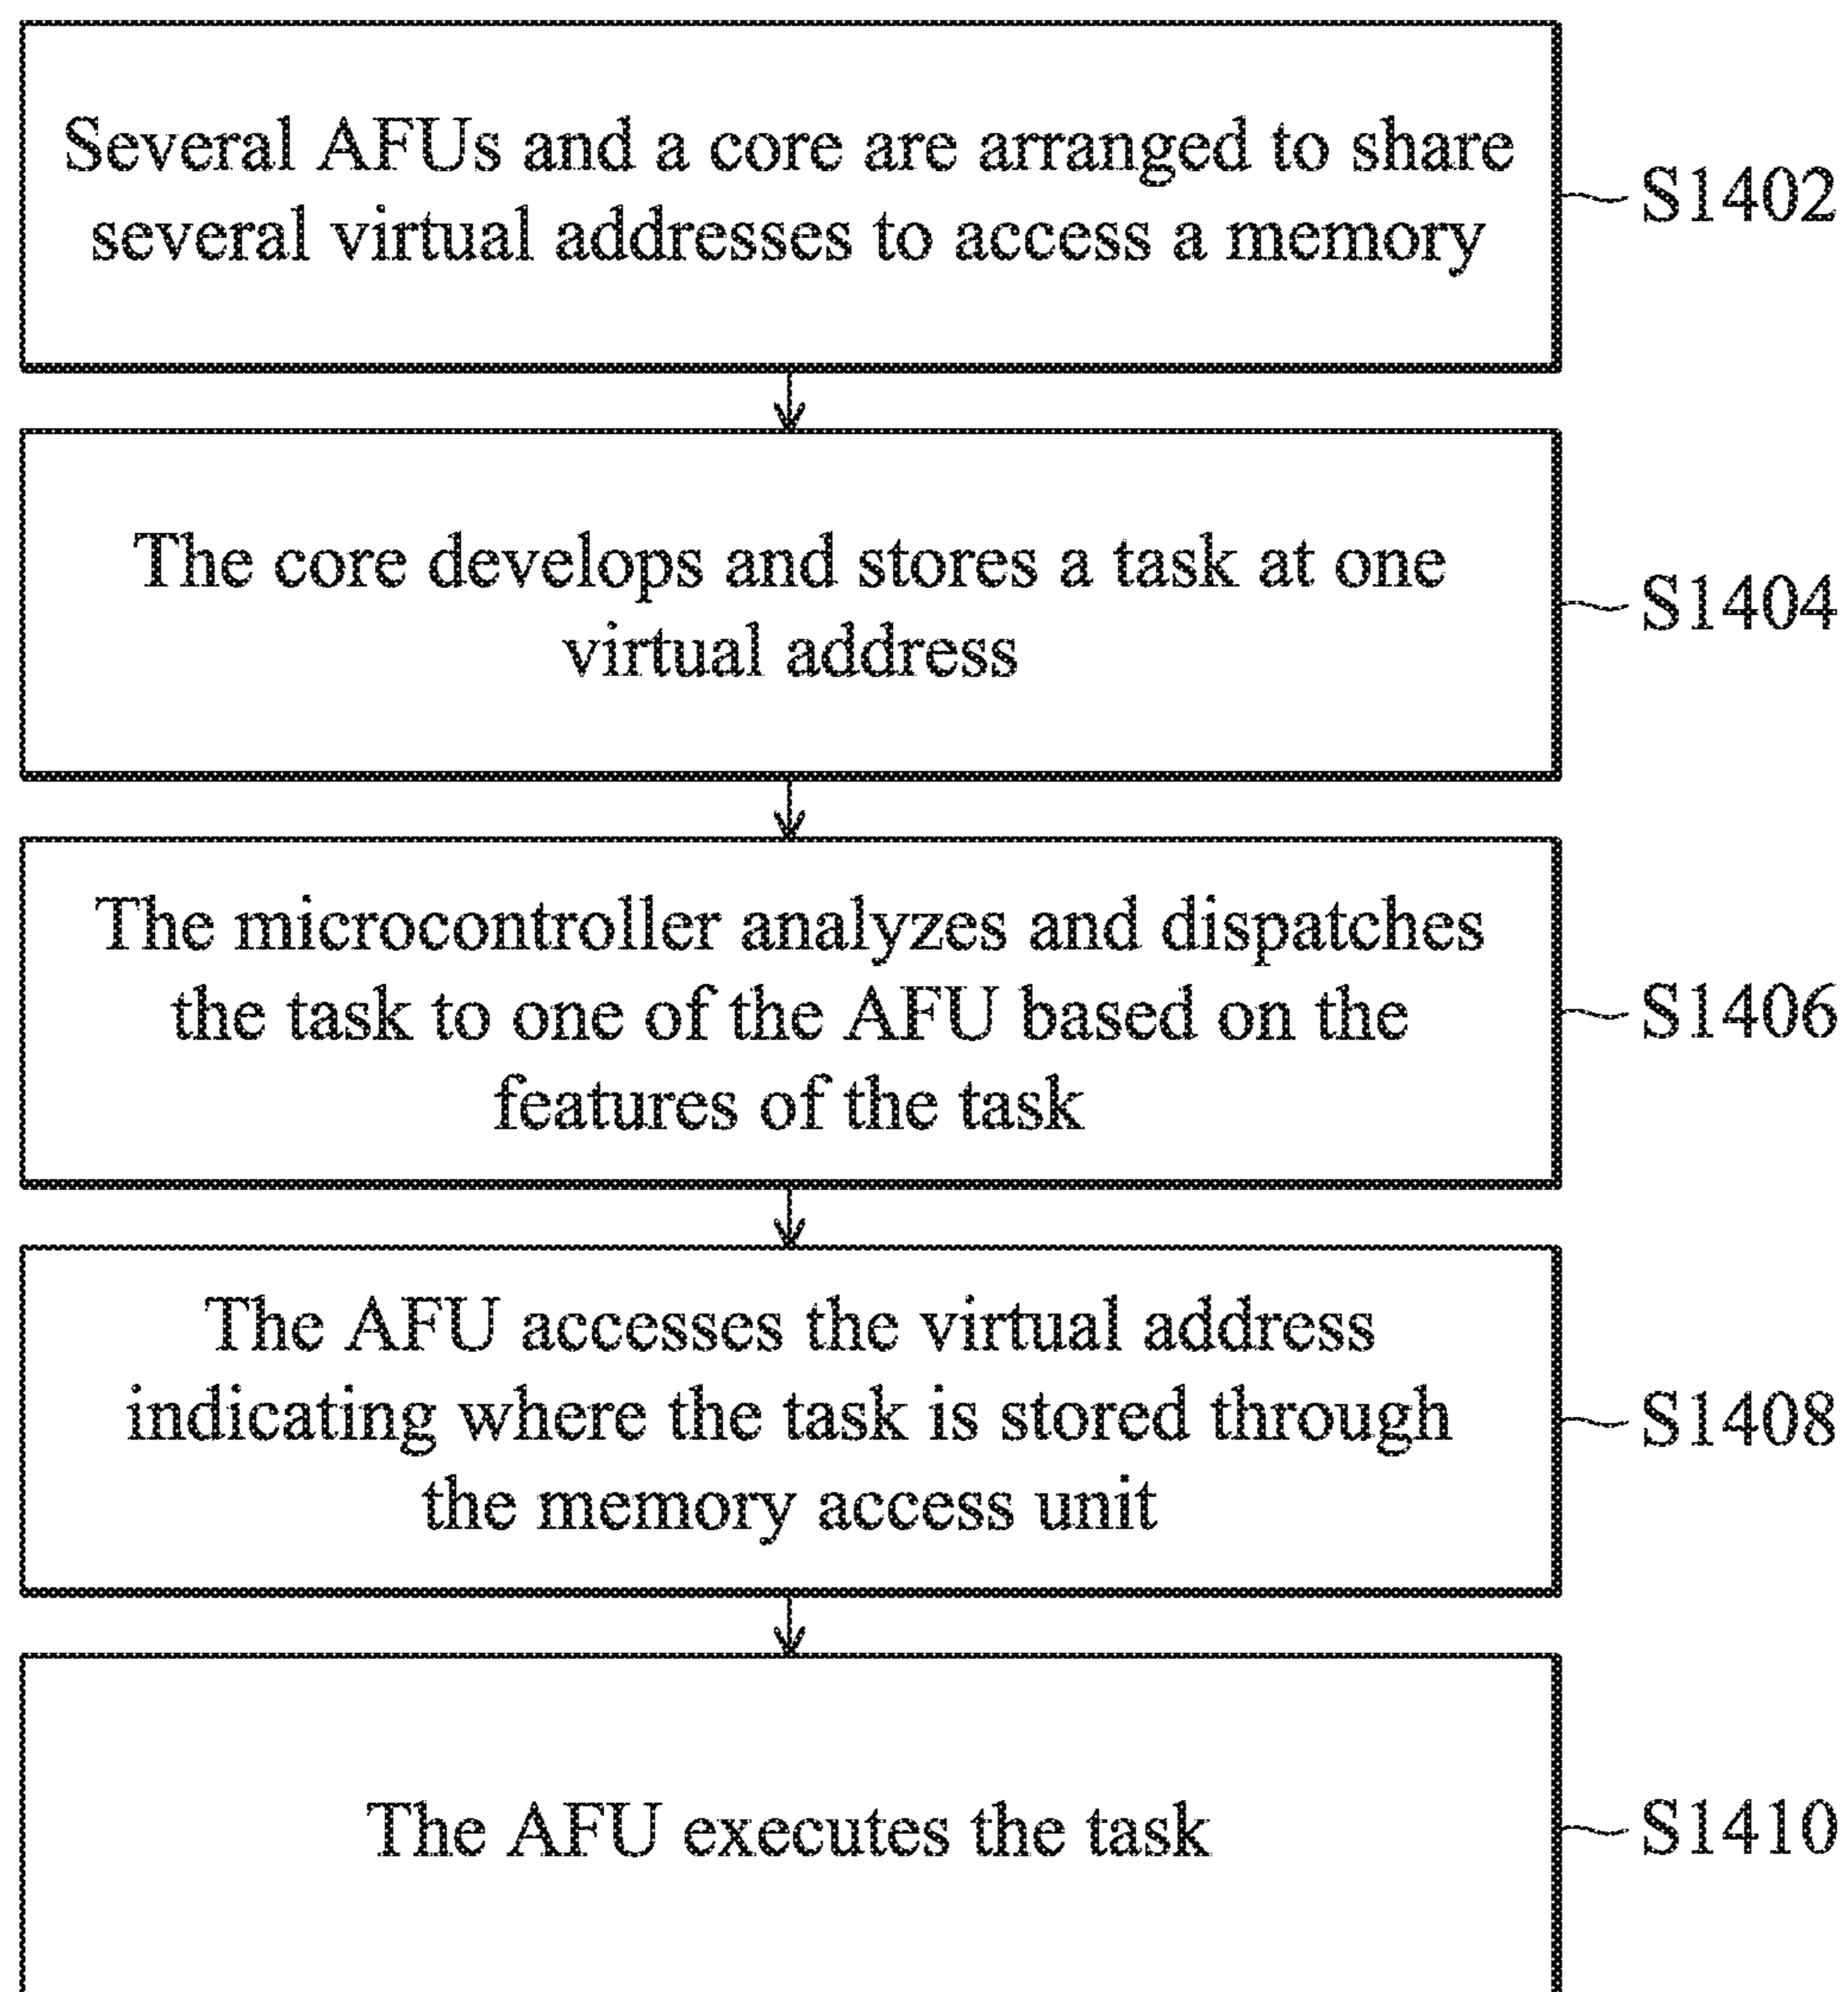 Several AFUs and a core are arranged to share
several virtual addresses to access a memory
S1402
The core develops and stores a task at one
virtual address
S1404
The microcontroller analyzes and dispatches
the task to one of the AFU based on the
features of the task
S1406
The AFU accesses the virtual address
indicating where the task is stored through
the memory access unit
S1408
The AFU executes the task
S1410